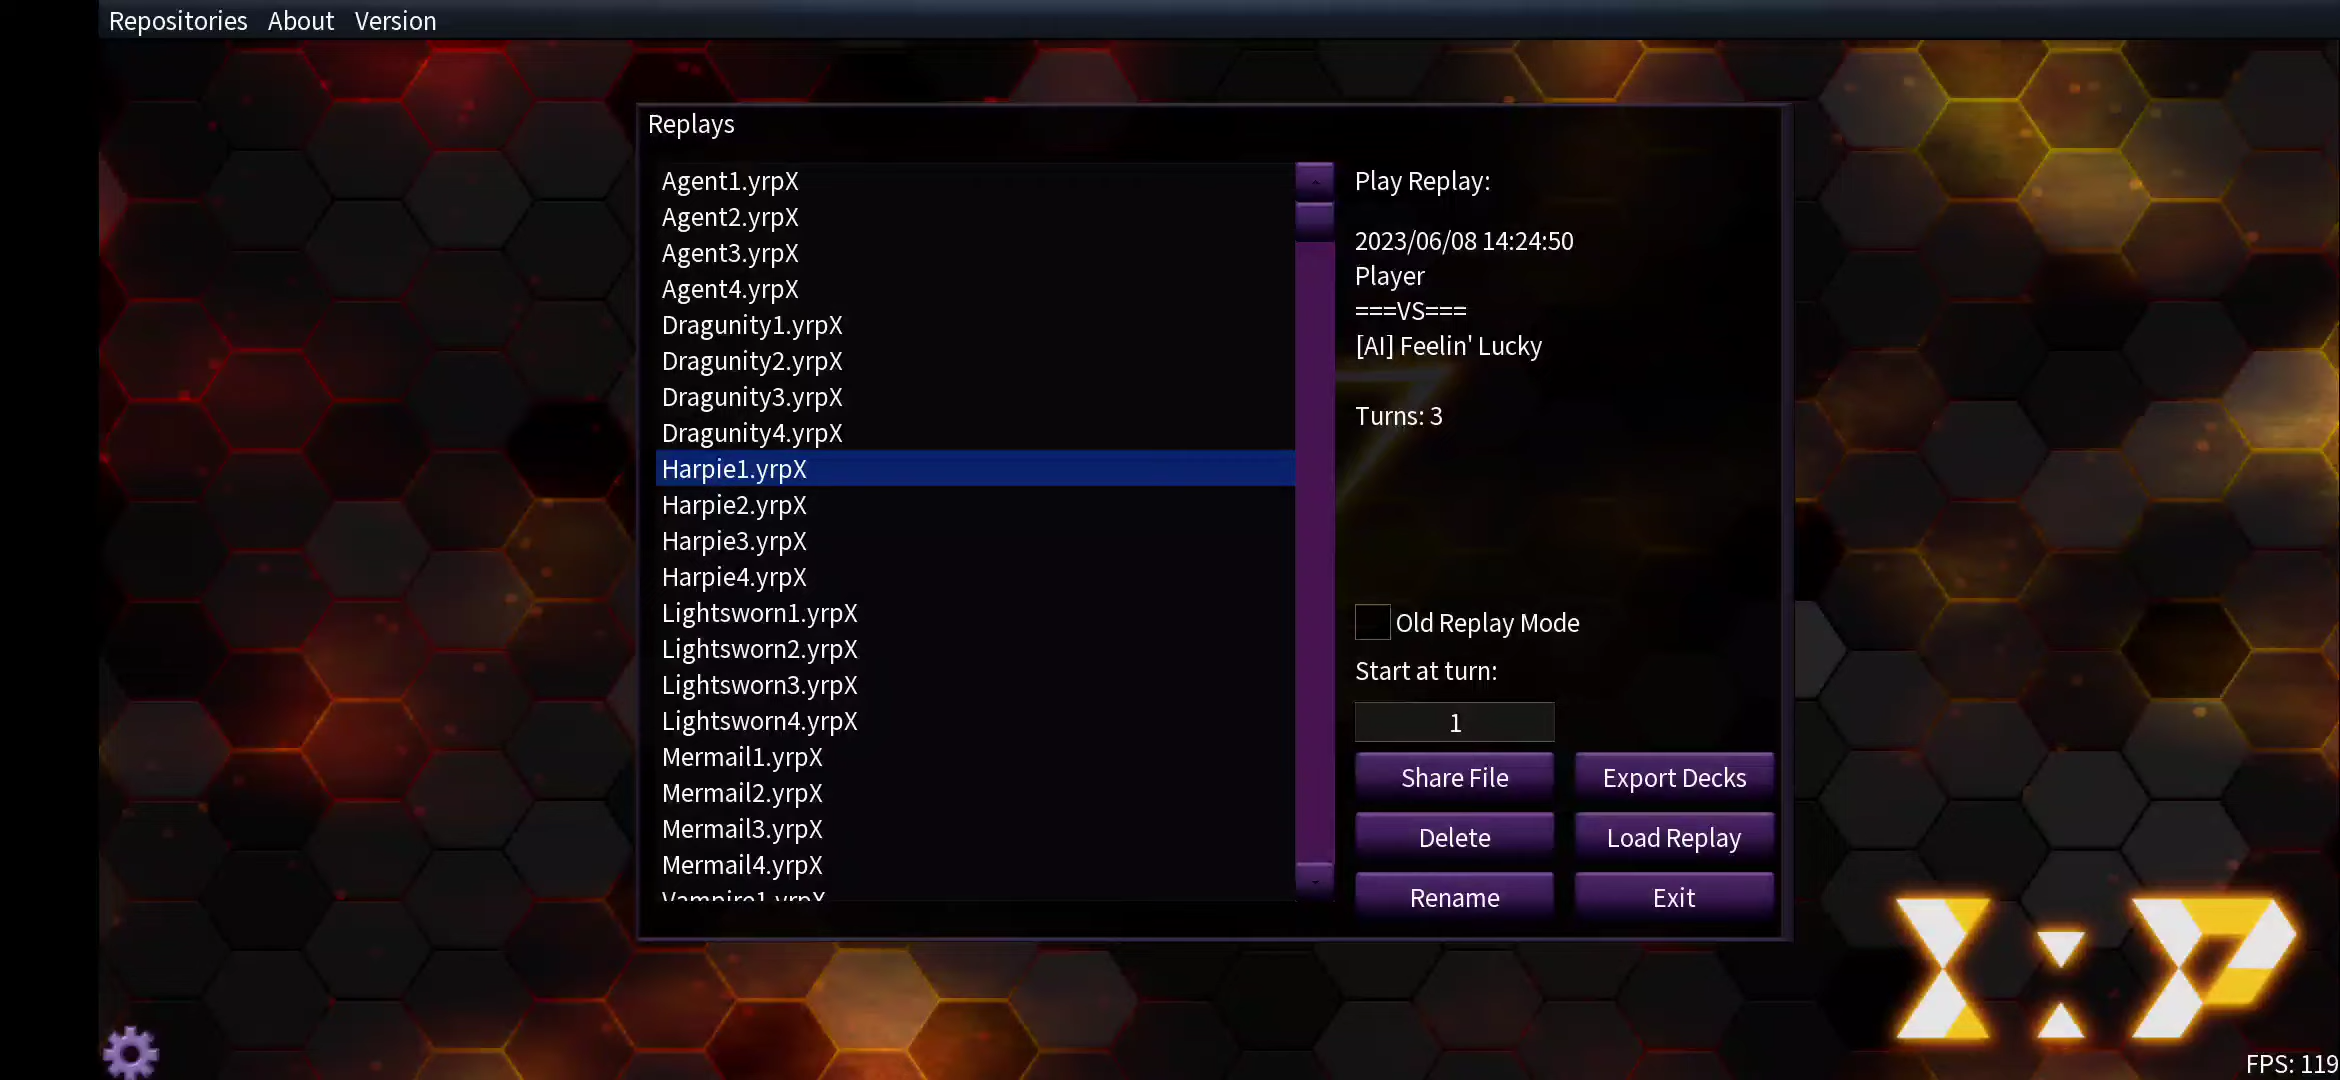 Repositories About Version
Replays
Agent1.yrpX
Agent2.yrpX
Agent3.yrpX
Agent4.yrpX
Dragunity1.yrpX
Dragunity2.yrpX
Dragunity3.yrpX
Dragunity4.yrpX
Harpie1.yrpX
Harpie2.yrpX
Harpie3.yrpX
Harpie4.yrpX
Lightsworn1.yrpX
Lightsworn2.yrpX
Lightsworn3.yrpX
Lightsworn4.yrpX
Mermail1.yrpX
Mermail2.yrpX
Mermail3.yrpX
Mermail4.yrpX
Vampire1.yrpX
Play Replay:
2023/06/08 14:24:50
Player
===VS===
[AI] Feelin' Lucky
Turns: 3
Old Replay Mode
Start at turn:
1
Share File Export Decks
Delete Load Replay
Rename Exit
X:P
FPS: 119